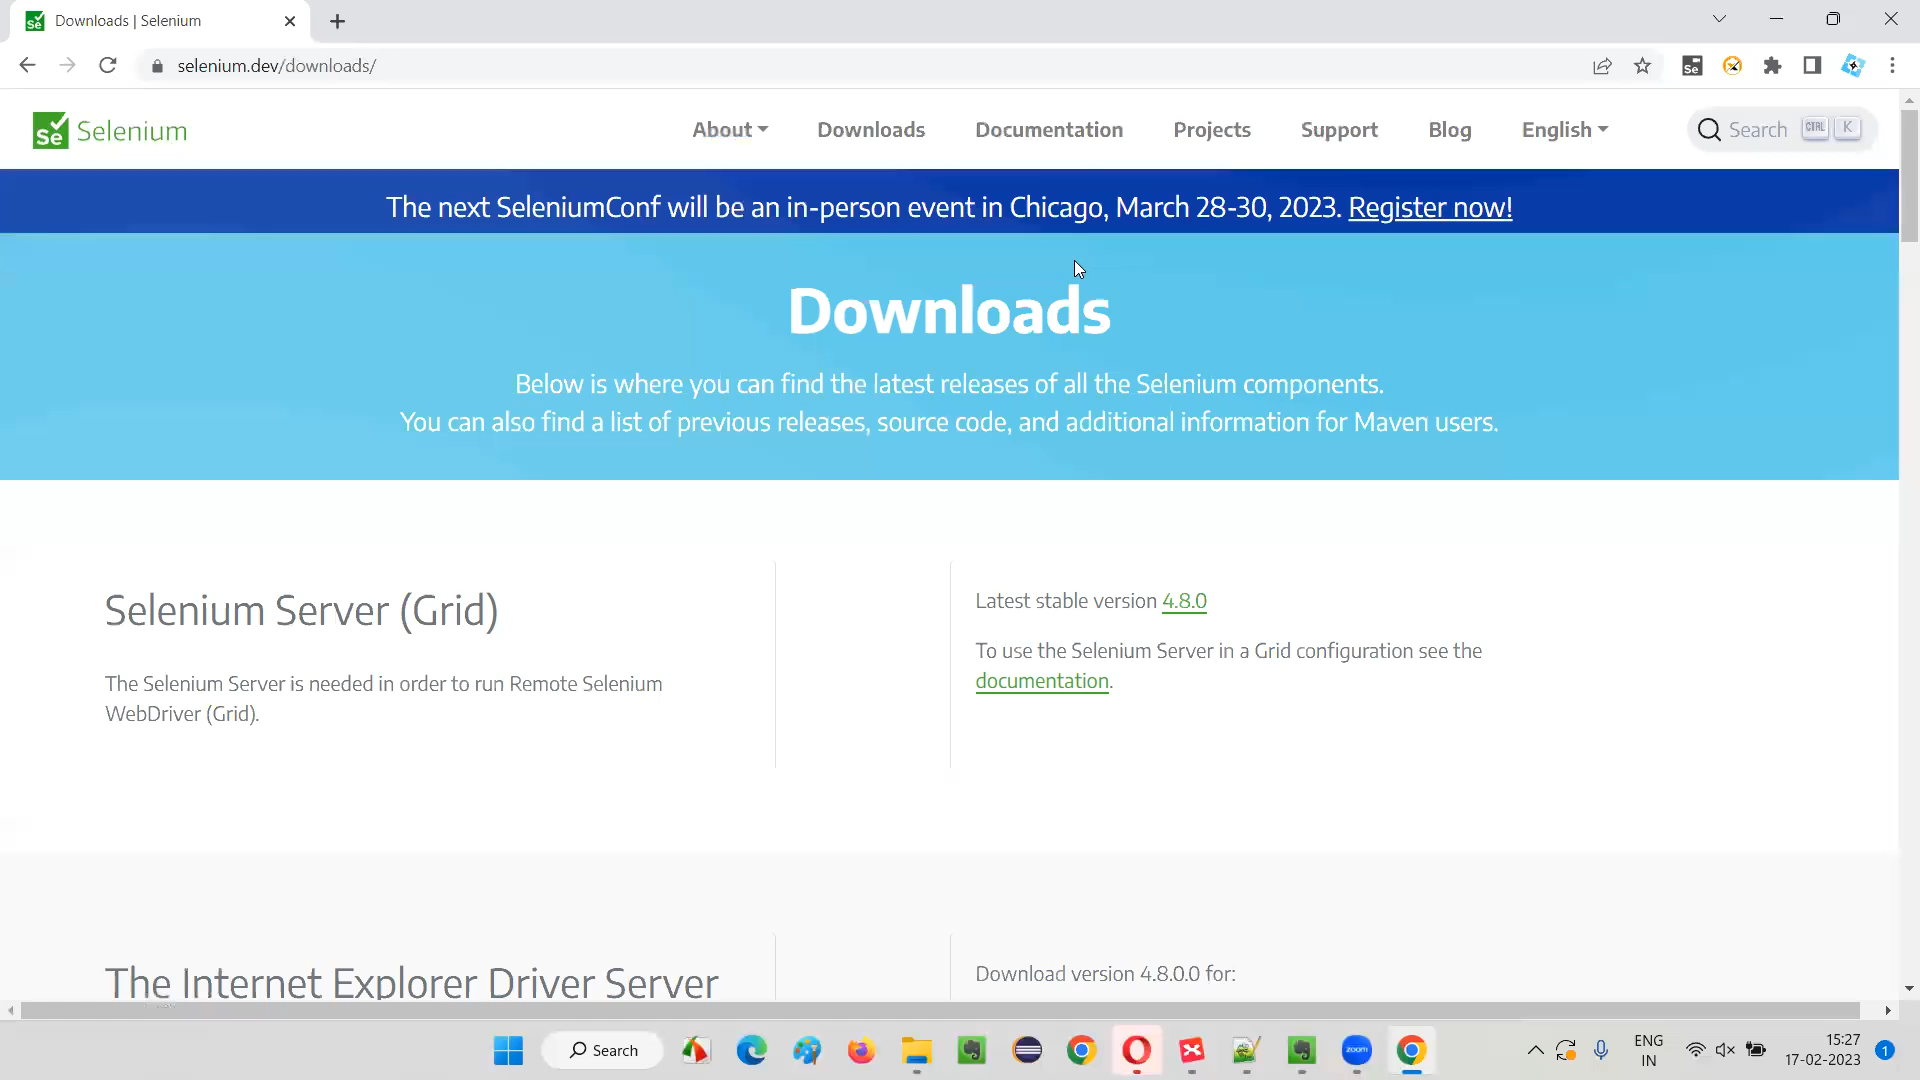 Downloads | Selenium
selenium.dev/downloads/
Se Selenium
About
Downloads
Documentation
Projects
Support
Blog
English
Search CTRL K
The next SeleniumConf will be an in-person event in Chicago, March 28-30, 2023. Register now!
Downloads
Below is where you can find the latest releases of all the Selenium components.
You can also find a list of previous releases, source code, and additional information for Maven users.
Selenium Server (Grid)
The Selenium Server is needed in order to run Remote Selenium
WebDriver (Grid).
Latest stable version 4.8.0
To use the Selenium Server in a Grid configuration see the
documentation.
The Internet Explorer Driver Server
Download version 4.8.0.0 for:
Search
zoom
ENG
IN
15:27
17-02-2023
1